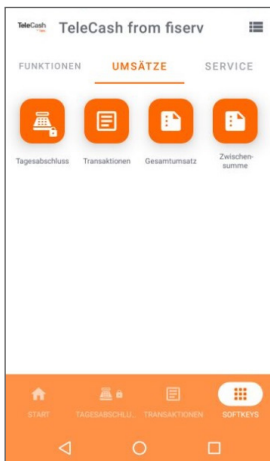 TeleCash
TeleCash from fiserv
FUNKTIONEN UMSÄTZE SERVICE
Tagesabschluss Transaktionen Gesamtumsatz Zwischen-
summe
START TAGESABSCHLU... TRANSAKTIONEN SOFTKEYS